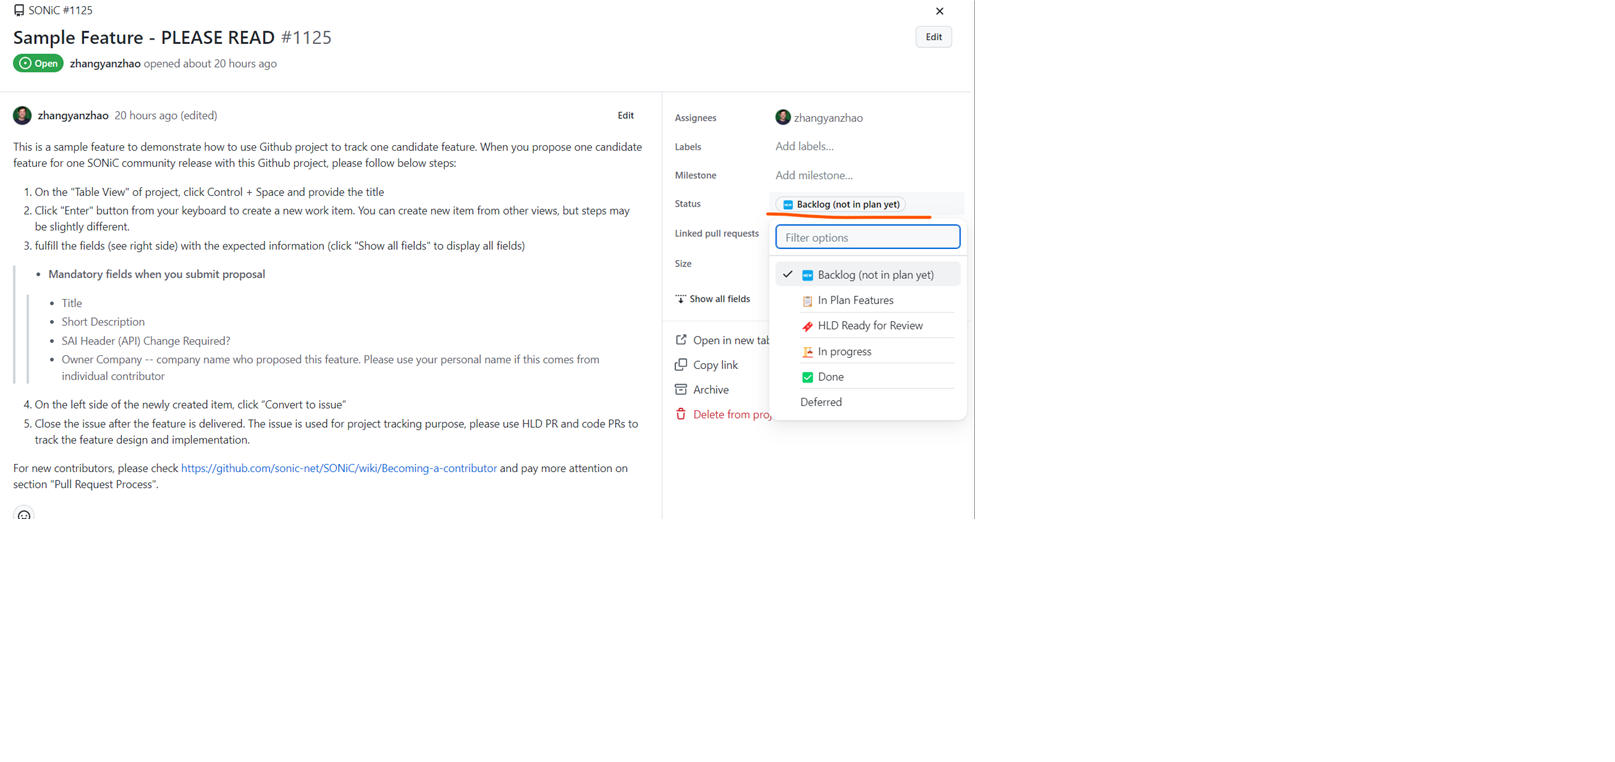 SONiC #1125
Sample Feature - PLEASE READ #1125
Edit
Open zhangyanzhao opened about 20 hours ago
zhangyanzhao 20 hours ago (edited)
Edit
This is a sample feature to demonstrate how to use Github project to track one candidate feature. When you propose one candidate
feature for one SONiC community release with this Github project, please follow below steps:
1. On the "Table View" of project, click Control + Space and provide the title
2. Click "Enter" button from your keyboard to create a new work item. You can create new item from other views, but steps may
be slightly different.
3. fulfill the fields (see right side) with the expected information (click "Show all fields" to display all fields)
• Mandatory fields when you submit proposal
• Title
• Short Description
• SAI Header (API) Change Required?
• Owner Company -- company name who proposed this feature. Please use your personal name if this comes from
individual contributor
4. On the left side of the newly created item, click "Convert to issue"
5. Close the issue after the feature is delivered. The issue is used for project tracking purpose, please use HLD PR and code PRs to
track the feature design and implementation.
For new contributors, please check https://github.com/sonic-net/SONiC/wiki/Becoming-a-contributor and pay more attention on
section "Pull Request Process".
Assignees zhangyanzhao
Labels Add labels...
Milestone Add milestone...
Status NEW Backlog (not in plan yet)
Linked pull requests
Size
Show all fields
Open in new tab
Copy link
Archive
Delete from proj
Filter options
NEW Backlog (not in plan yet)
In Plan Features
HLD Ready for Review
In progress
Done
Deferred